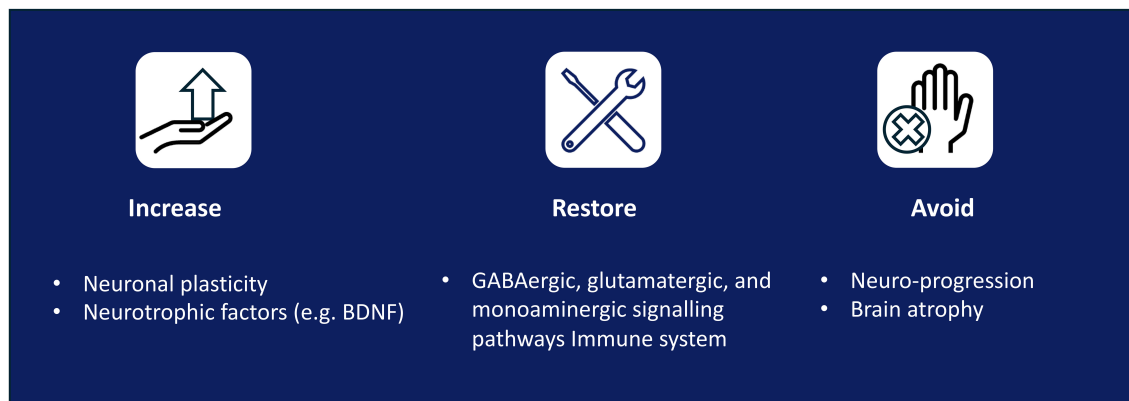 Increase
• Neuronal plasticity
• Neurotrophic factors (e.g. BDNF)
Restore
• GABAergic, glutamatergic, and
monoaminergic signalling
pathways Immune system
Avoid
• Neuro-progression
• Brain atrophy